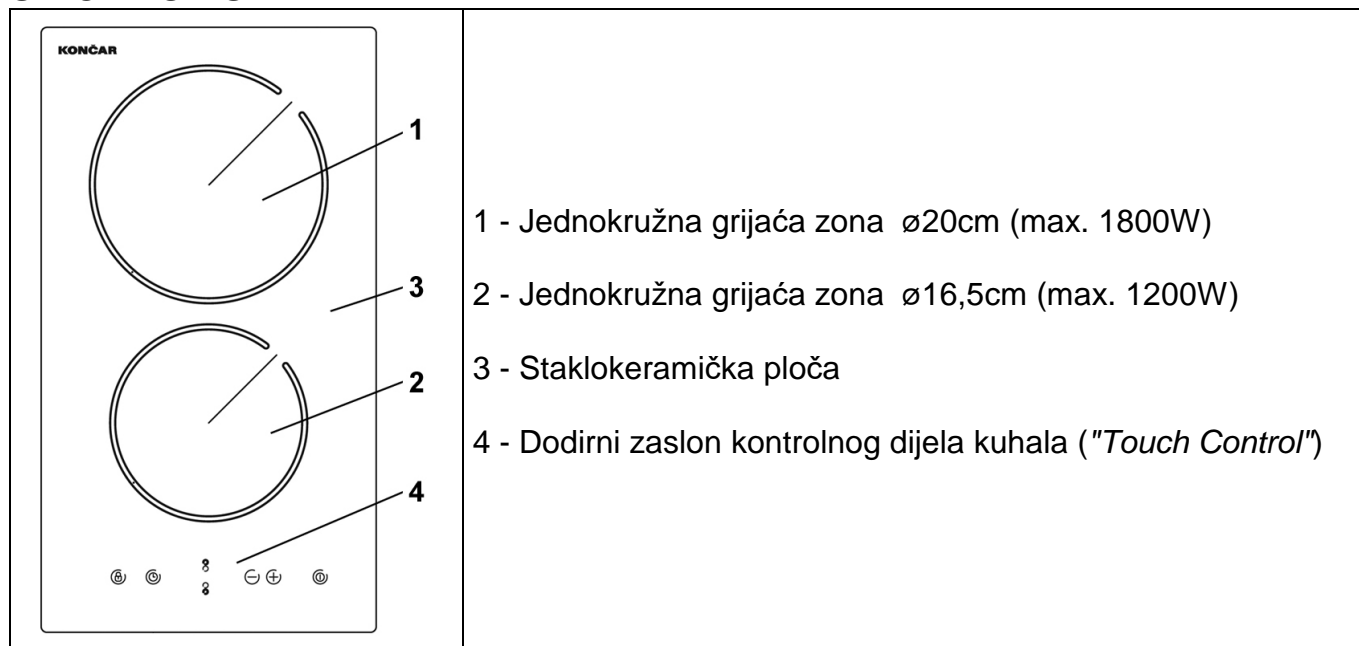 KONČAR
1
2
3
4
1 - Jednokružna grijaća zona ø20cm (max. 1800W)
2 - Jednokružna grijaća zona ø16,5cm (max. 1200W)
3 - Staklokeramička ploča
4 - Dodirni zaslon kontrolnog dijela kuhala ("Touch Control")